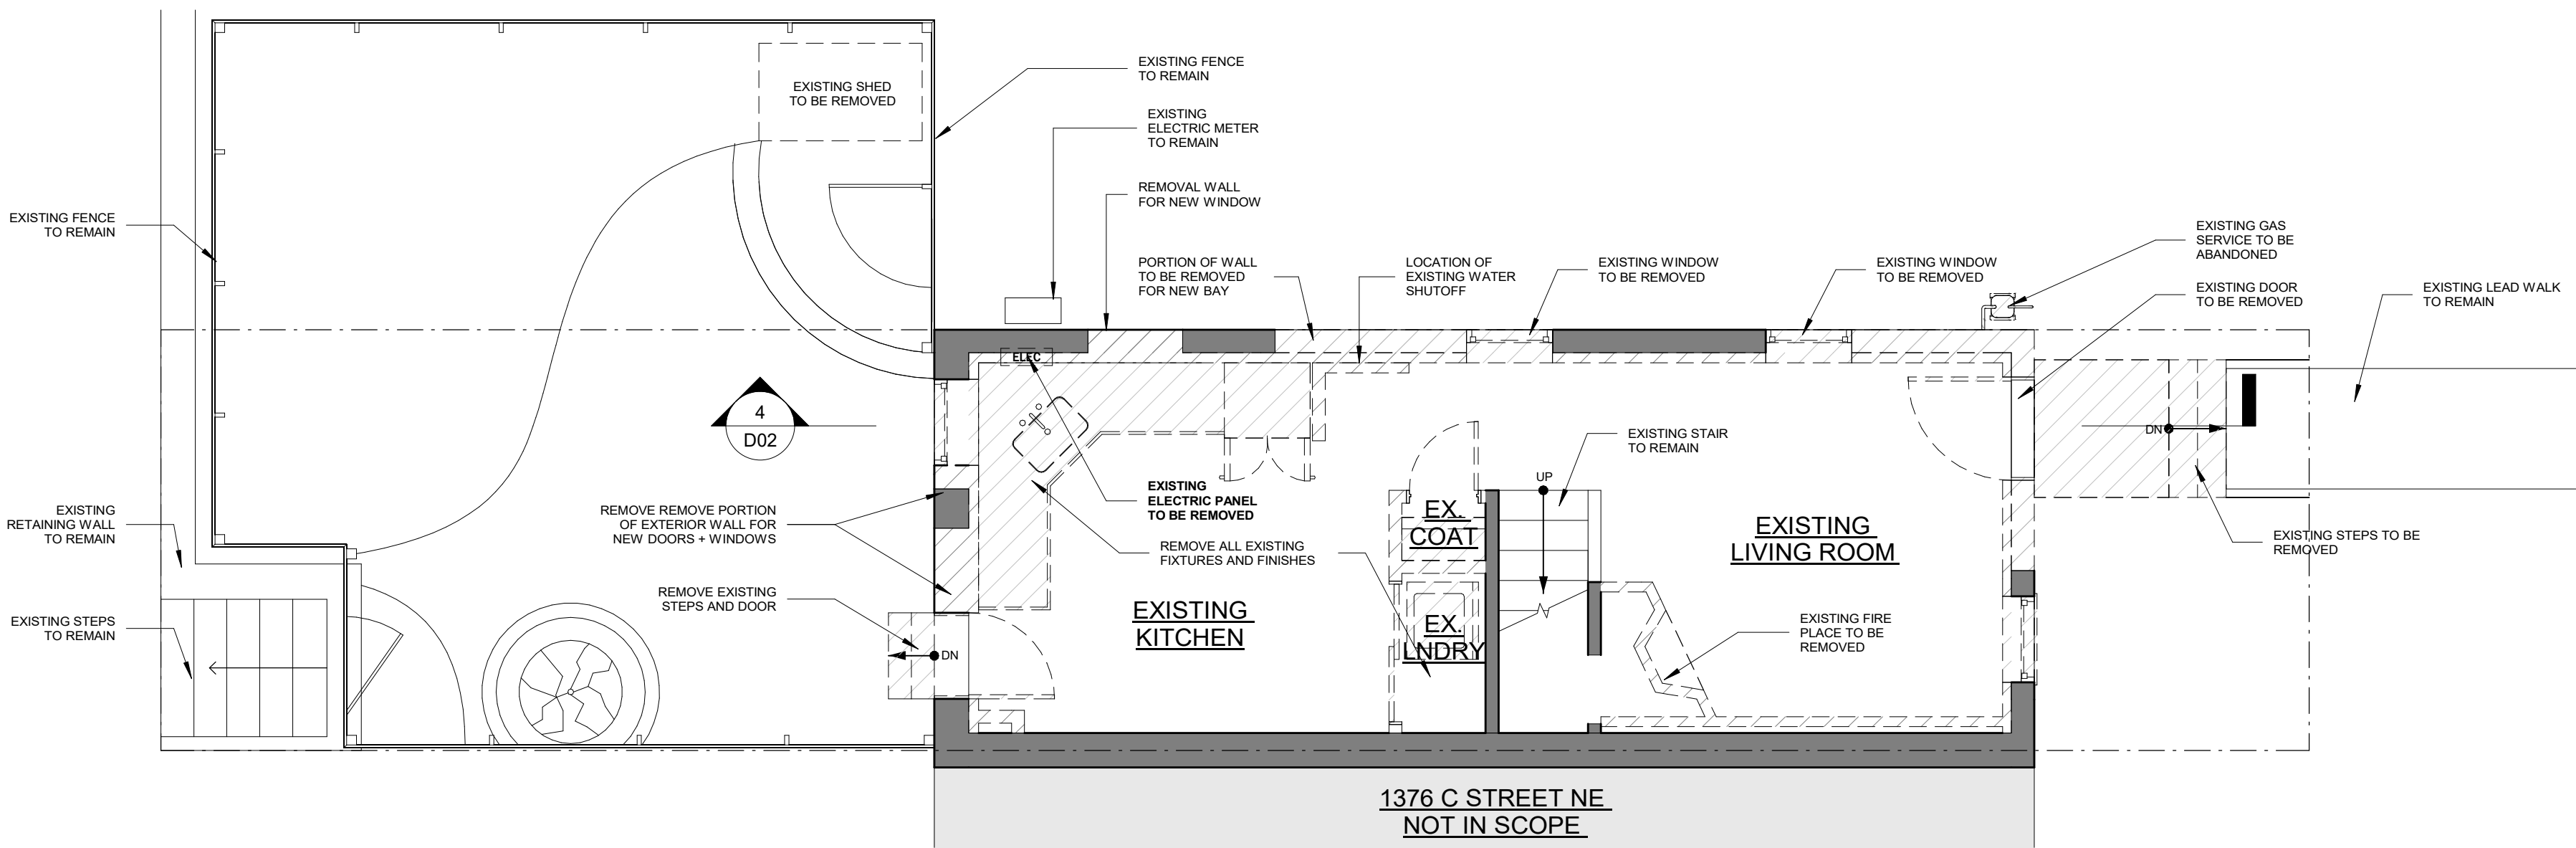 EXISTING SHED
TO BE REMOVED
EXISTING FENCE
TO REMAIN
EXISTING
ELECTRIC METER
TO REMAIN
REMOVAL WALL
FOR NEW WINDOW
EXISTING FENCE
TO REMAIN
PORTION OF WALL
TO BE REMOVED
FOR NEW BAY
LOCATION OF
EXISTING WATER
SHUTOFF
EXISTING WINDOW
TO BE REMOVED
EXISTING WINDOW
TO BE REMOVED
EXISTING GAS
SERVICE TO BE
ABANDONED
EXISTING DOOR
TO BE REMOVED
EXISTING LEAD WALK
TO REMAIN
ELEC
4
D02
DN
EXISTING STAIR
TO REMAIN
UP
EXISTING
ELECTRIC PANEL
TO BE REMOVED
EXISTING
RETAINING WALL
TO REMAIN
REMOVE REMOVE PORTION
OF EXTERIOR WALL FOR
NEW DOORS + WINDOWS
REMOVE ALL EXISTING
FIXTURES AND FINISHES
EX.
COAT
EXISTING
LIVING ROOM
EXISTING STEPS TO BE
REMOVED
REMOVE EXISTING
STEPS AND DOOR
EXISTING STEPS
TO REMAIN
EXISTING
KITCHEN
EX.
LNDRY
EXISTING FIRE
PLACE TO BE
REMOVED
DN
1376 C STREET NE
NOT IN SCOPE